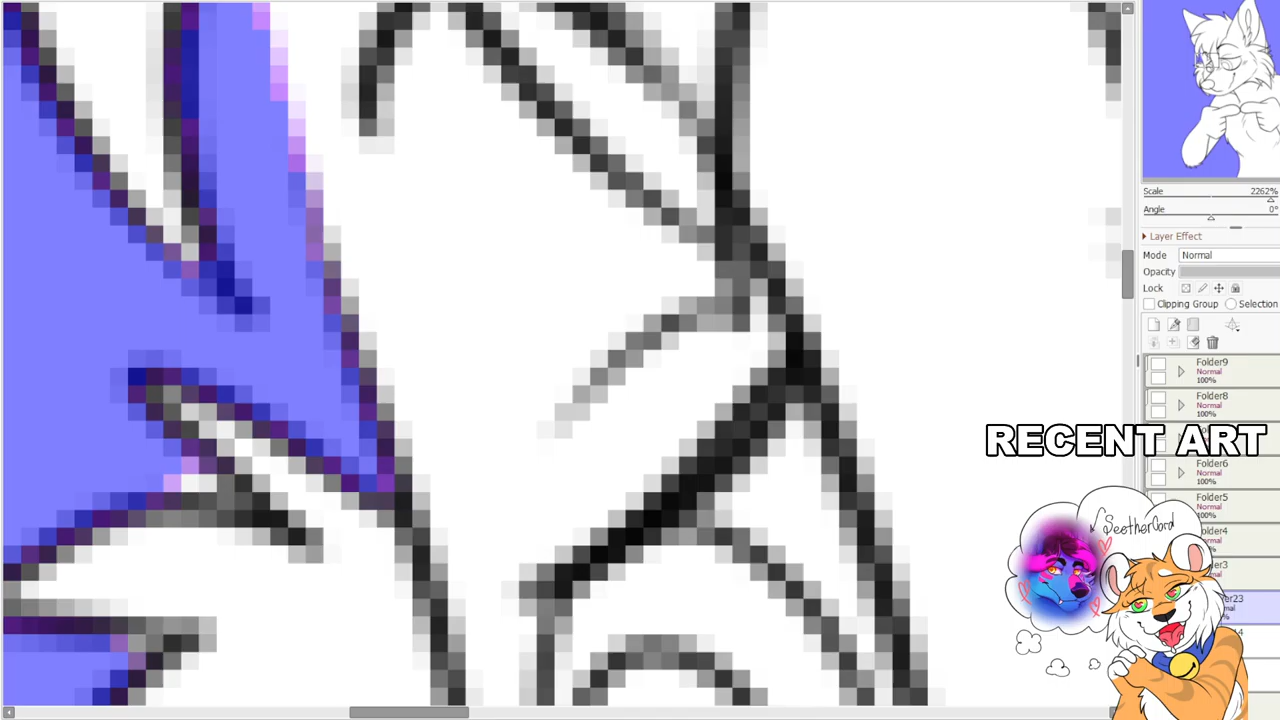 Scale 2262%
Angle 0°
Layer Effect
Mode Normal
Opacity
Lock
Clipping Group Selection
Folder9
Normal
100%
Folder8
Normal
100%
RECENT ART
Folder6
Normal
100%
Folder5
Normal
100%
SeetherOord